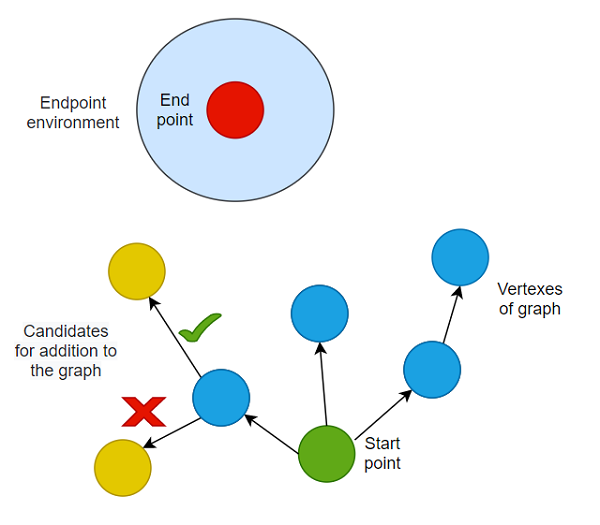 Endpoint
environment
End
point
Vertexes
of graph
Candidates
for addition to
the graph
Start
point